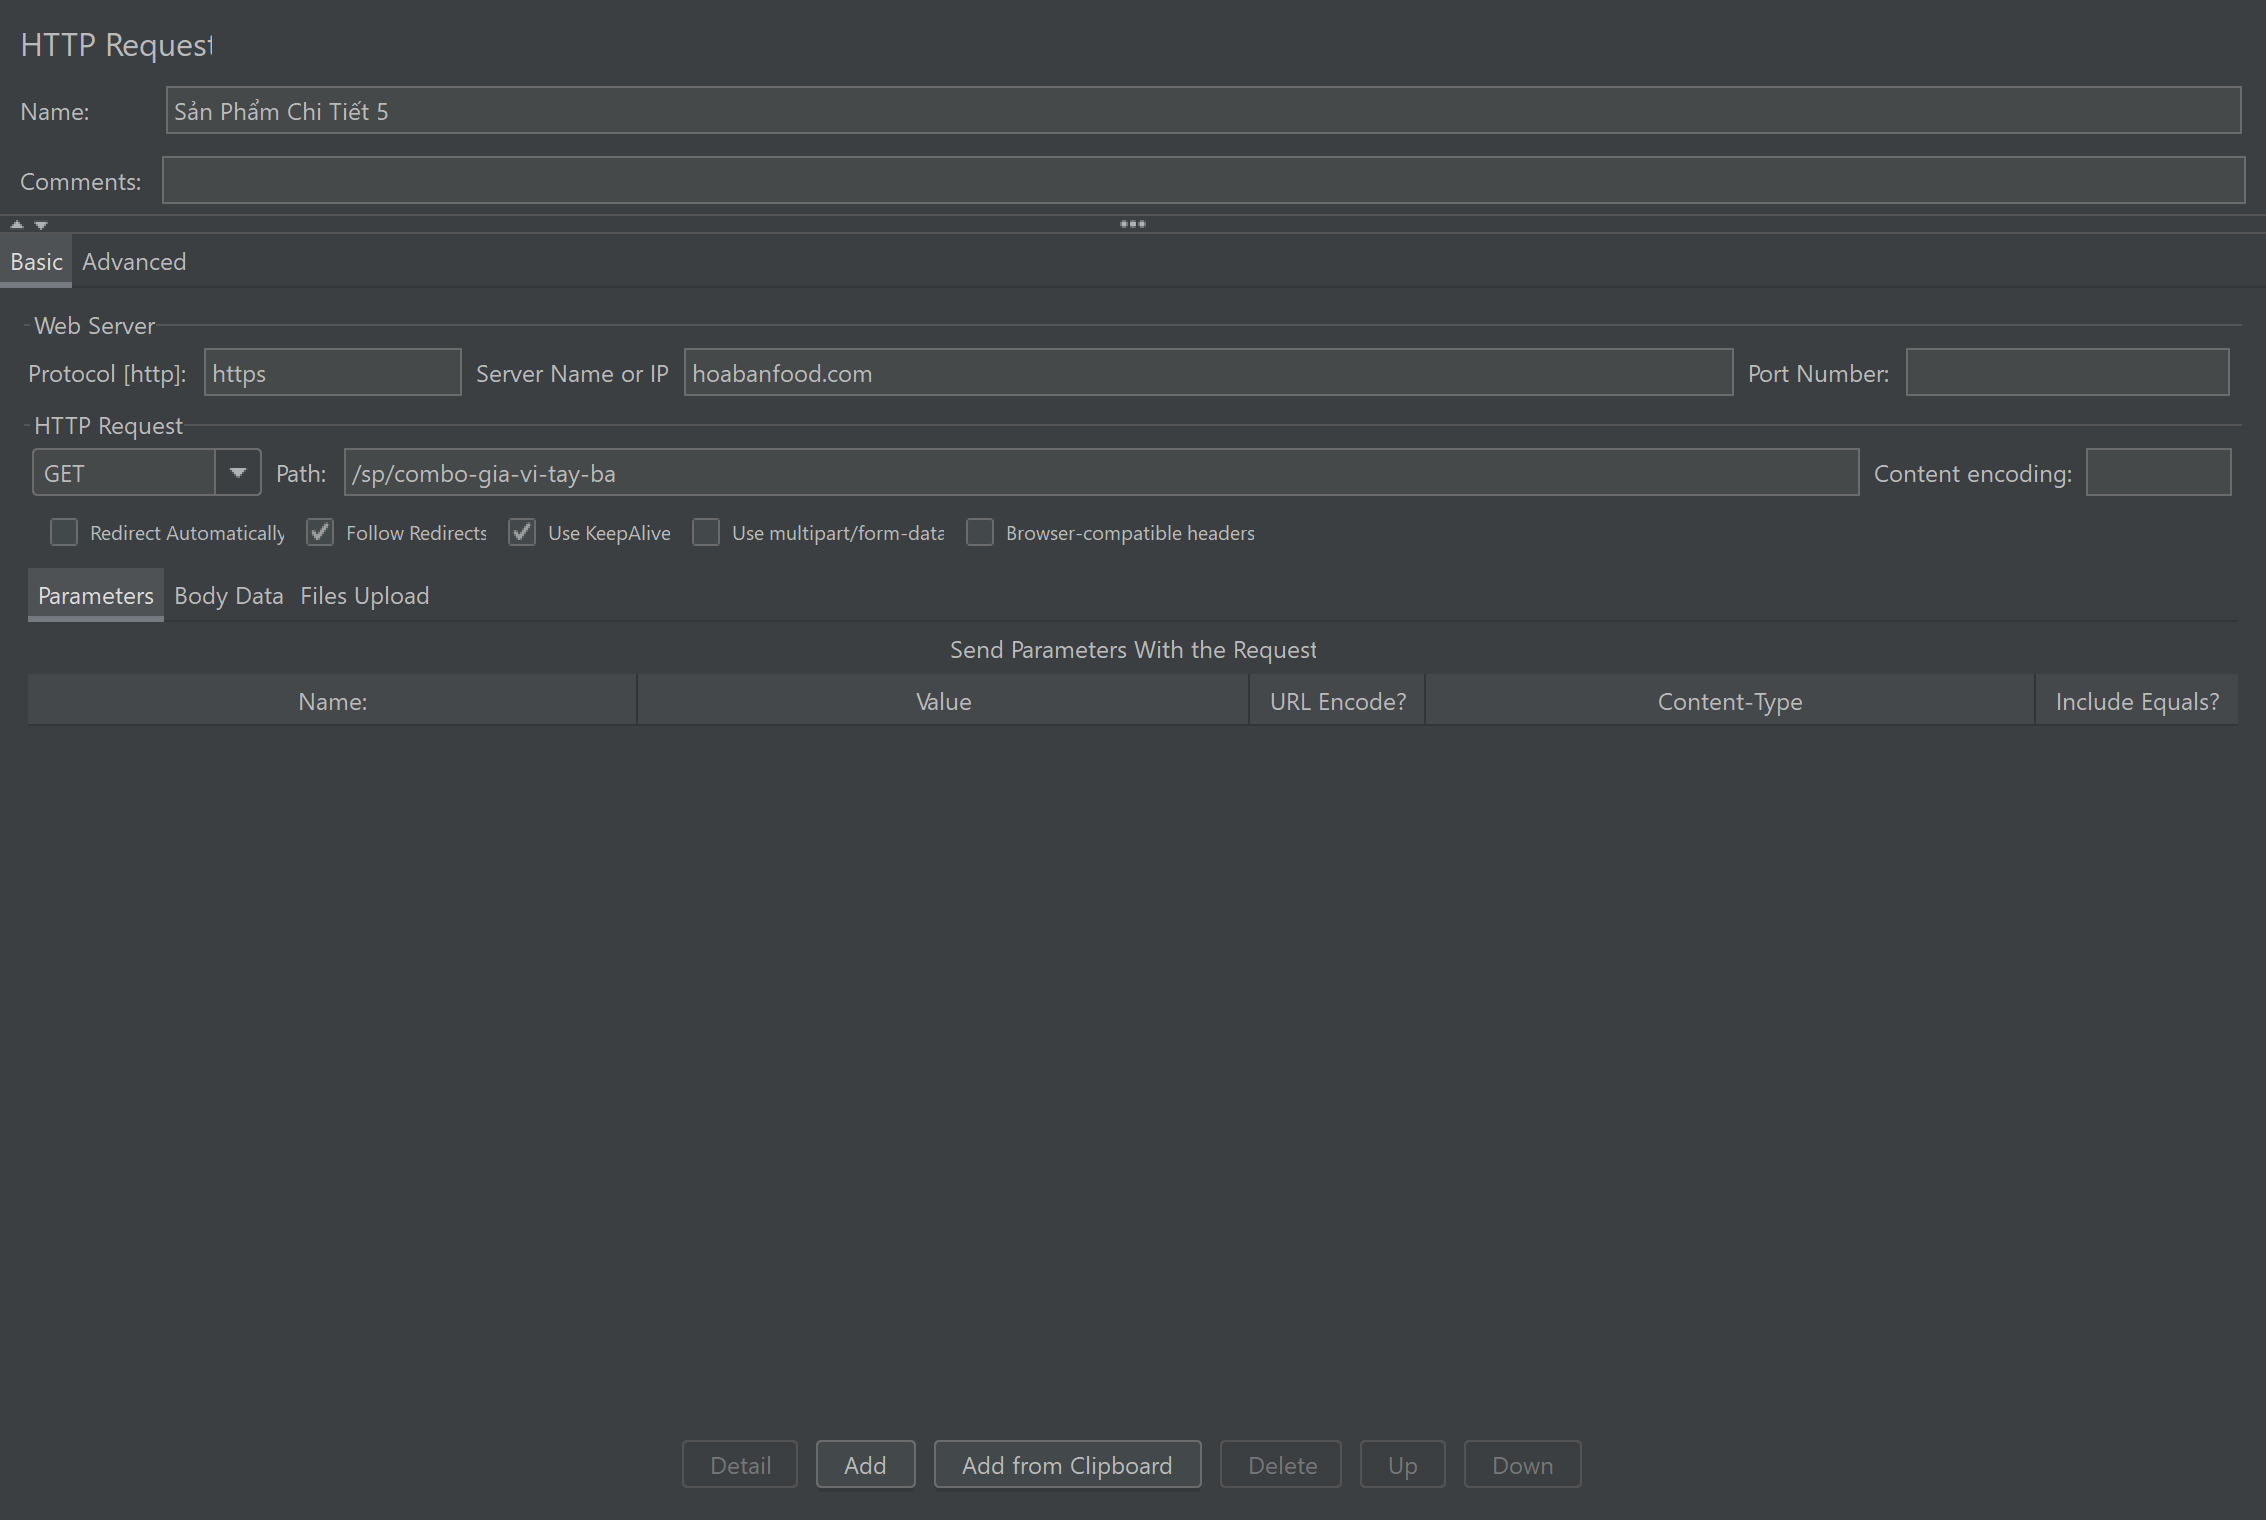 HTTP Request
Name: Sản Phẩm Chi Tiết 5
Comments:
Basic Advanced
Web Server
Protocol [http]: https Server Name or IP hoabanfood.com Port Number:
HTTP Request
GET Path: /sp/combo-gia-vi-tay-ba Content encoding:
Redirect Automatically Follow Redirects Use KeepAlive Use multipart/form-data Browser-compatible headers
Parameters Body Data Files Upload
Send Parameters With the Request
Name: Value URL Encode? Content-Type Include Equals?
Detail Add Add from Clipboard Delete Up Down